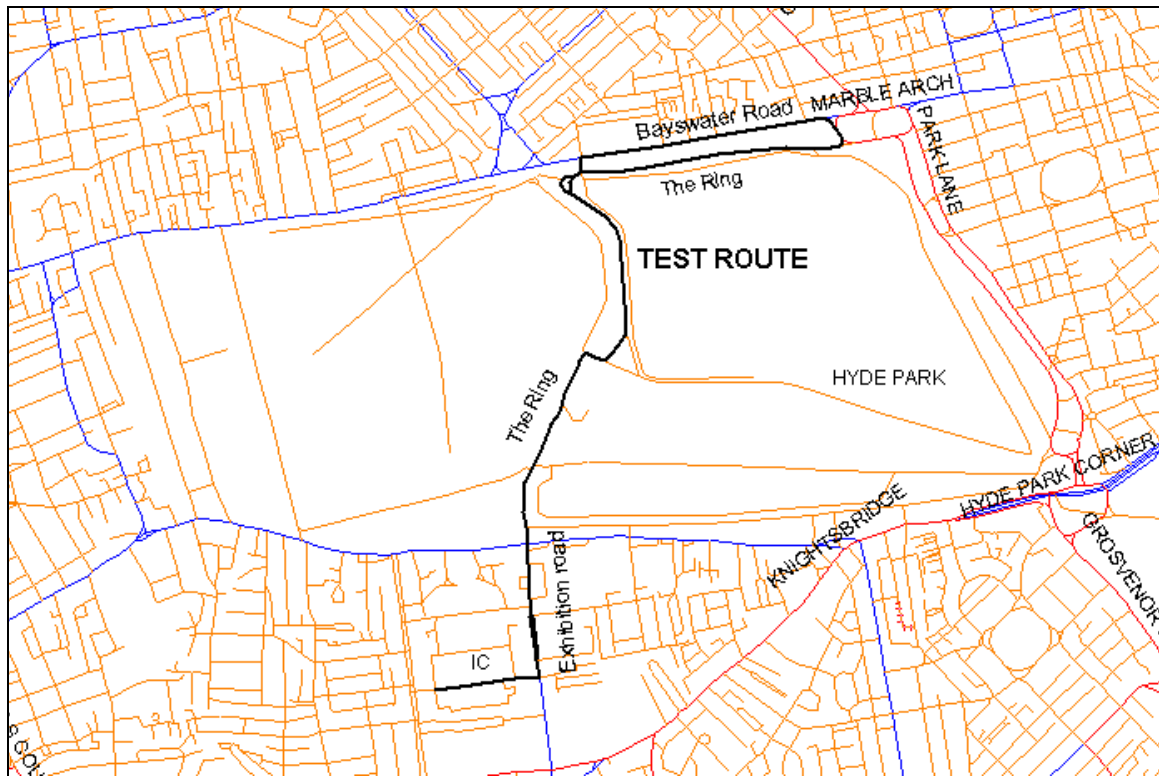 Bayswater Road
MARBLE ARCH
PARK LANE
The Ring
TEST ROUTE
HYDE PARK
The Ring
HYDE PARK CORNER
KNIGHTSBRIDGE
GROSVENOR
Exhibition road
IC